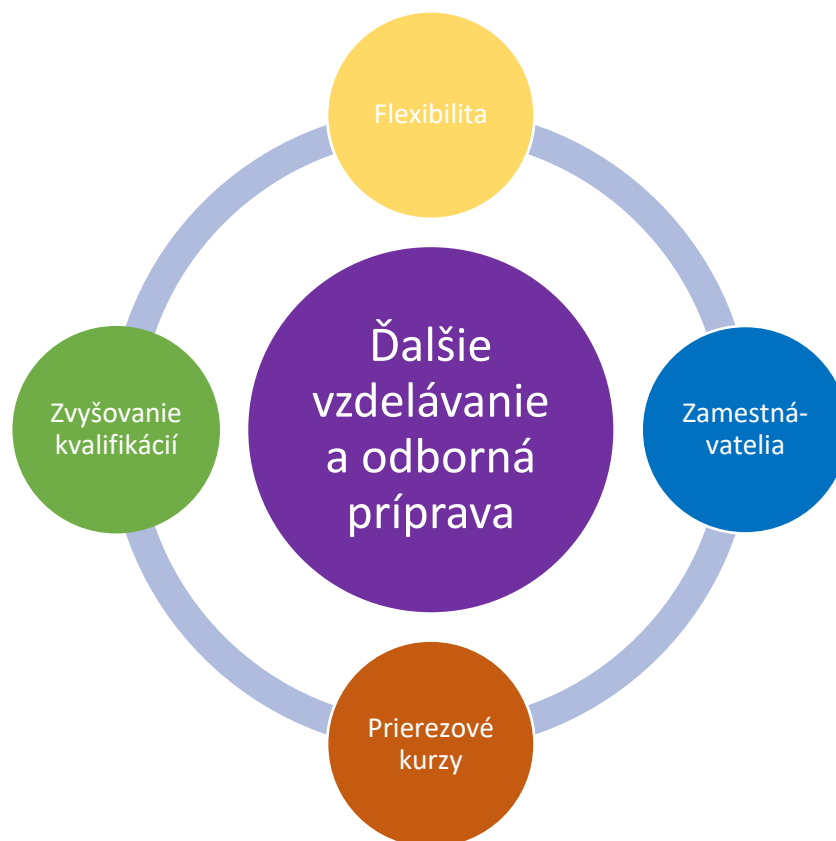 Flexibilita
Ďalšie
vzdelávanie
a odborná
príprava
Zvyšovanie
kvalifikácií
Zamestná-
vatelia
Prierezové
kurzy